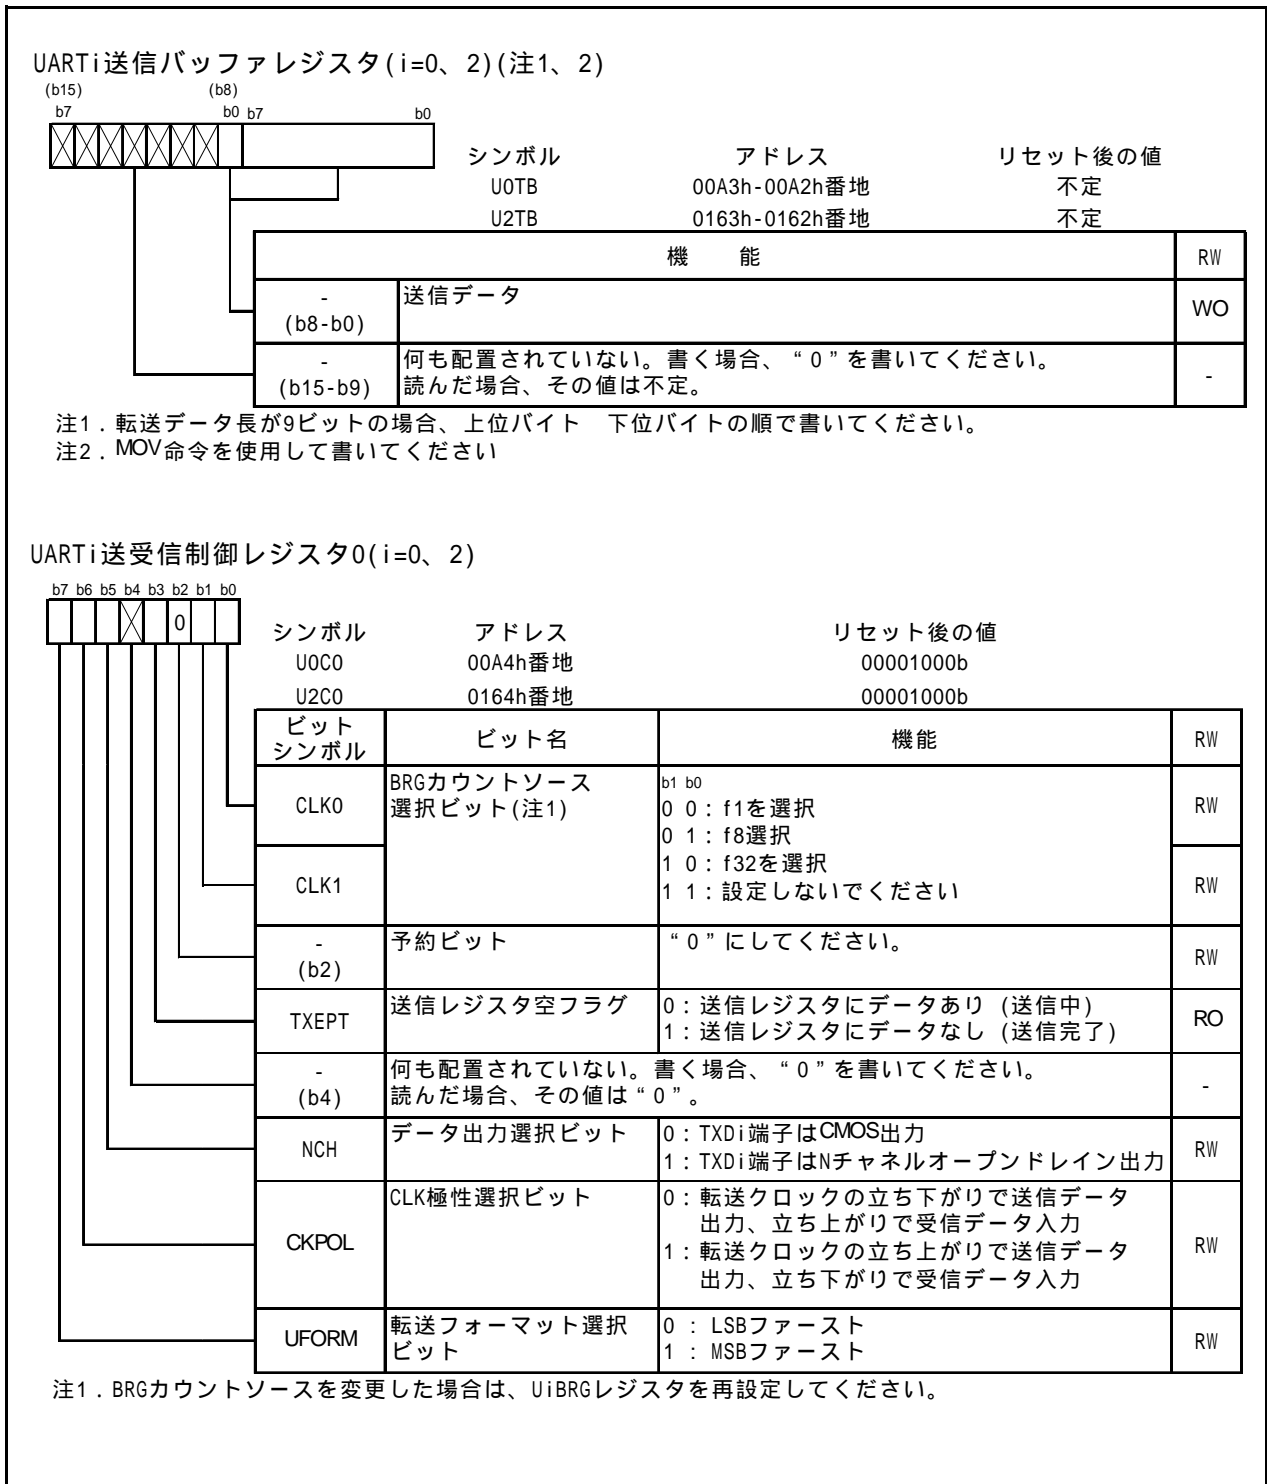 UARTi送信バッファレジスタ(i=0、2)(注1、2)
(b15) (b8)
b7 b0 b7 b0
シンボル アドレス リセット後の値
U0TB 00A3h-00A2h番地 不定
U2TB 0163h-0162h番地 不定
機 能 RW
- 送信データ WO
(b8-b0)
- 何も配置されていない。書く場合、“0”を書いてください。 -
(b15-b9) 読んだ場合、その値は不定。
注1．転送データ長が9ビットの場合、上位バイト 下位バイトの順で書いてください。
注2．MOV命令を使用して書いてください
UARTi送受信制御レジスタ0(i=0、2)
b7 b6 b5 b4 b3 b2 b1 b0
0
シンボル アドレス リセット後の値
U0C0 00A4h番地 00001000b
U2C0 0164h番地 00001000b
ビット
シンボル ビット名 機能 RW
CLK0 BRGカウントソース
選択ビット(注1) b1 b0
0 0：f1を選択 RW
0 1：f8選択
CLK1 1 0：f32を選択
1 1：設定しないでください RW
- 予約ビット “0”にしてください。 RW
(b2)
TXEPT 送信レジスタ空フラグ 0：送信レジスタにデータあり (送信中) RO
1：送信レジスタにデータなし (送信完了)
- 何も配置されていない。書く場合、“0”を書いてください。 -
(b4) 読んだ場合、その値は“0”。
NCH データ出力選択ビット 0：TXDi端子はCMOS出力 RW
1：TXDi端子はNチャネルオープンドレイン出力
CKPOL CLK極性選択ビット 0：転送クロックの立ち下がりで送信データ
出力、立ち上がりで受信データ入力 RW
1：転送クロックの立ち上がりで送信データ
出力、立ち下がりで受信データ入力
UFORM 転送フォーマット選択 0 : LSBファースト RW
ビット 1 : MSBファースト
注1．BRGカウントソースを変更した場合は、UiBRGレジスタを再設定してください。